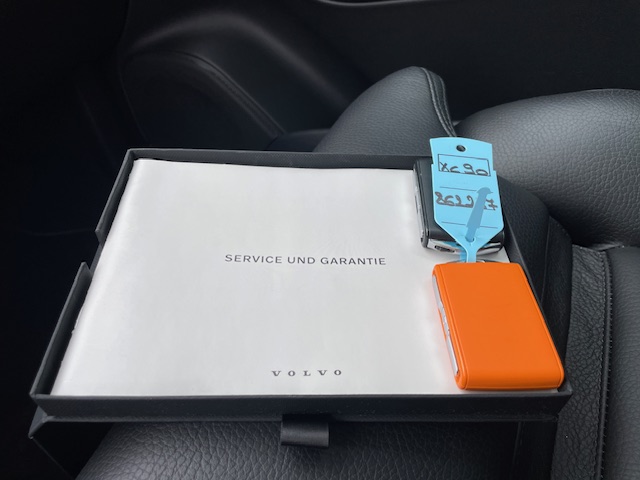 XC90
SERVICE UND GARANTIE
VOLVO